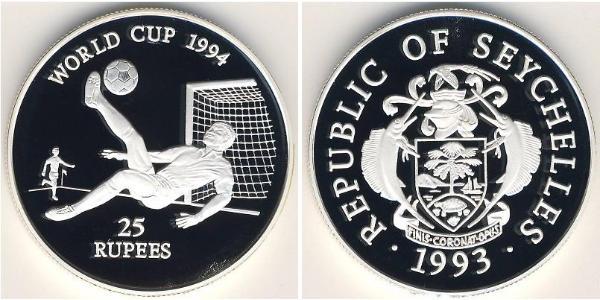 WORLD CUP 1994
25
RUPEES
REPUBLIC OF SEYCHELLES
FINIS·CORONAT·OPUS
·1993·